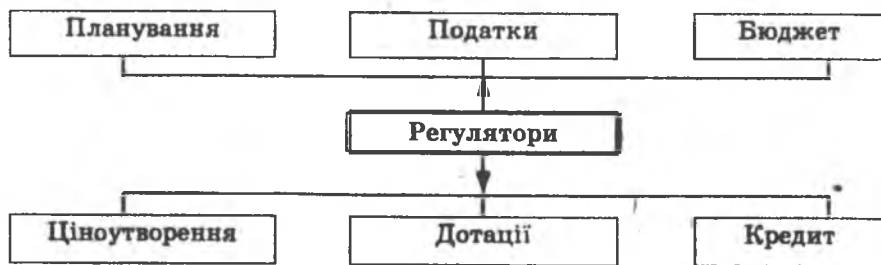 Планування Податки Бюджет
Регулятори
Ціноутворення Дотації Кредит